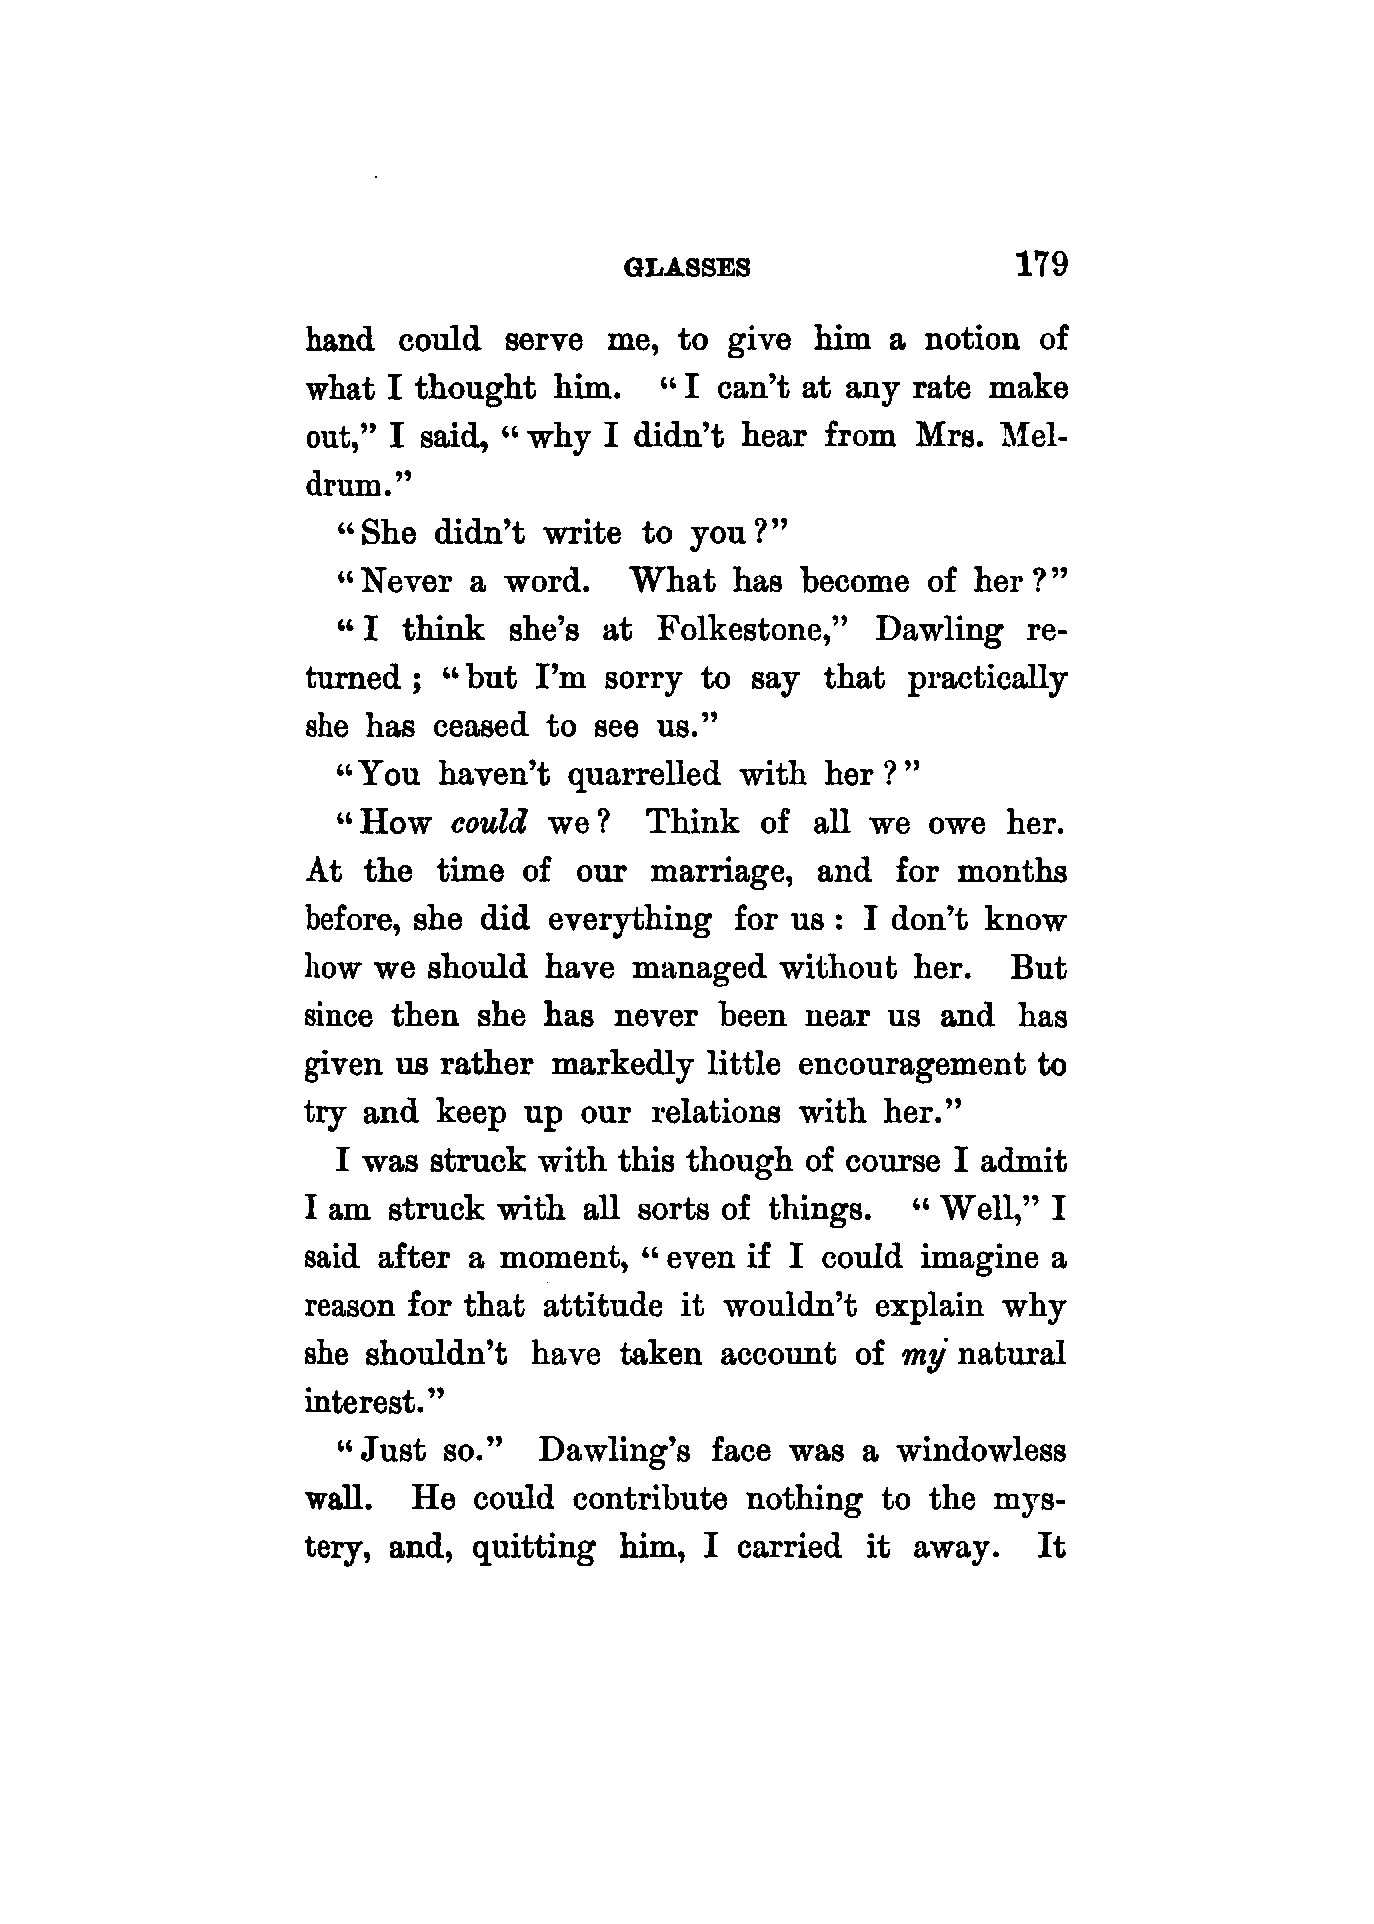 GLASSES 179
hand could serve me, to give him a notion of
what I thought him. “I can’t at any rate make
out,” I said, “why I didn’t hear from Mrs. Mel-
drum.”
“She didn’t write to you?”
“Never a word. What has become of her?”
“I think she’s at Folkestone,” Dawling re-
turned; “but I’m sorry to say that practically
she has ceased to see us.”
“You haven’t quarrelled with her?”
“How could we? Think of all we owe her.
At the time of our marriage, and for months
before, she did everything for us: I don’t know
how we should have managed without her. But
since then she has never been near us and has
given us rather markedly little encouragement to
try and keep up our relations with her.”
I was struck with this though of course I admit
I am struck with all sorts of things. “Well,” I
said after a moment, “even if I could imagine a
reason for that attitude it wouldn’t explain why
she shouldn’t have taken account of my natural
interest.”
“Just so.” Dawling’s face was a windowless
wall. He could contribute nothing to the mys-
tery, and, quitting him, I carried it away. It